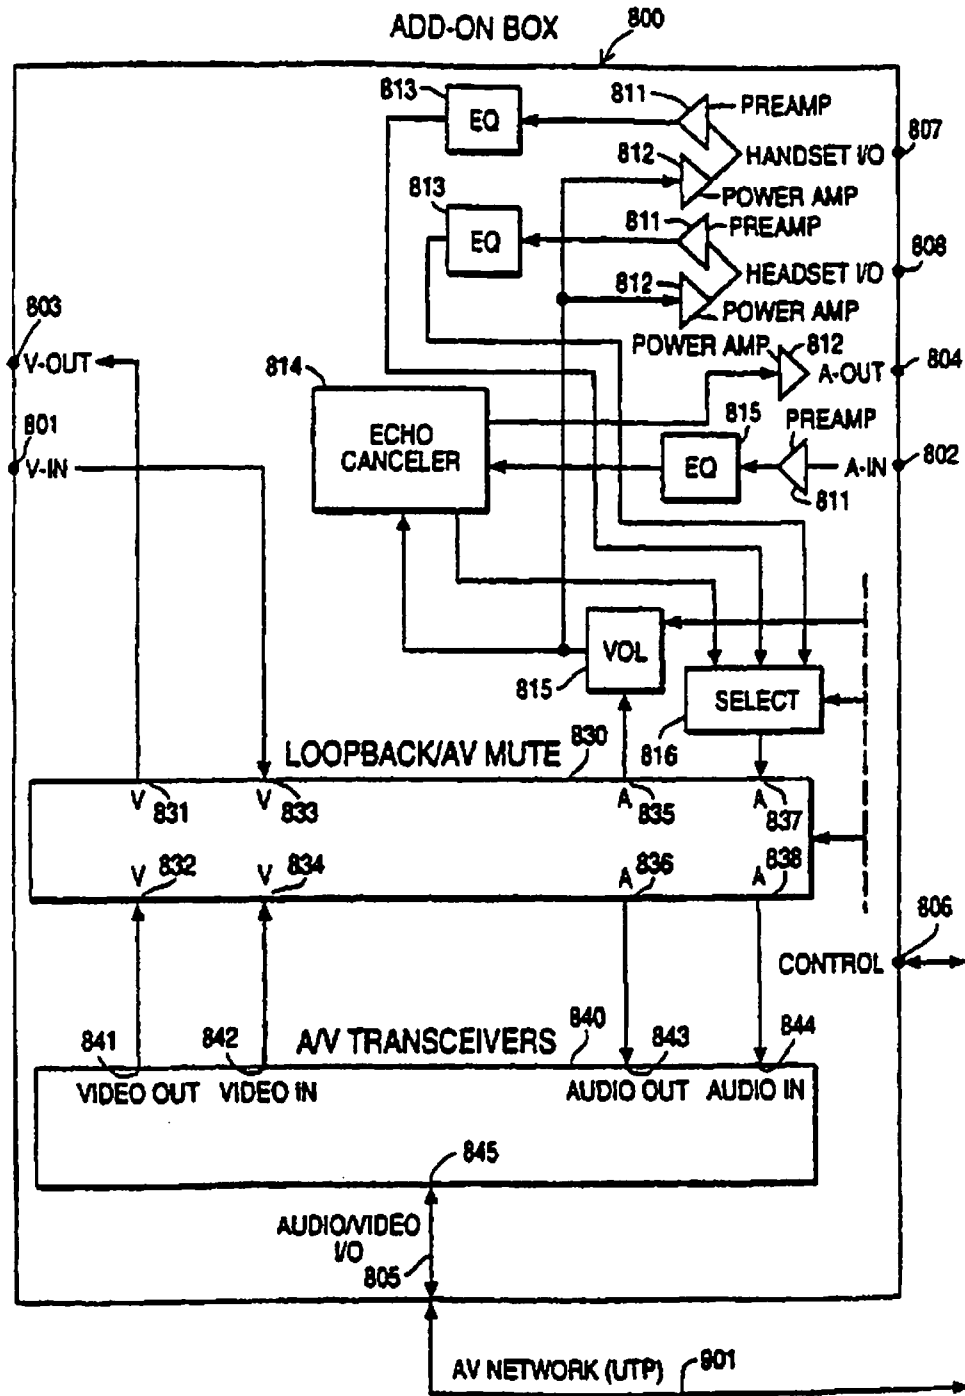 ADD-ON BOX
800
813
EQ
811
PREAMP
807
HANDSET I/O
812
POWER AMP
813
EQ
811
PREAMP
808
HEADSET I/O
812
POWER AMP
803
V-OUT
POWER AMP
812
A-OUT
804
814
ECHO
CANCELER
801
V-IN
815
EQ
PREAMP
A-IN
802
811
VOL
815
SELECT
816
LOOPBACK/AV MUTE
830
V
831
V
833
A
835
A
837
V
832
V
834
A
836
A
838
806
CONTROL
A/V TRANSCEIVERS
840
841
VIDEO OUT
842
VIDEO IN
843
AUDIO OUT
844
AUDIO IN
845
AUDIO/VIDEO
I/O
805
AV NETWORK (UTP)
901